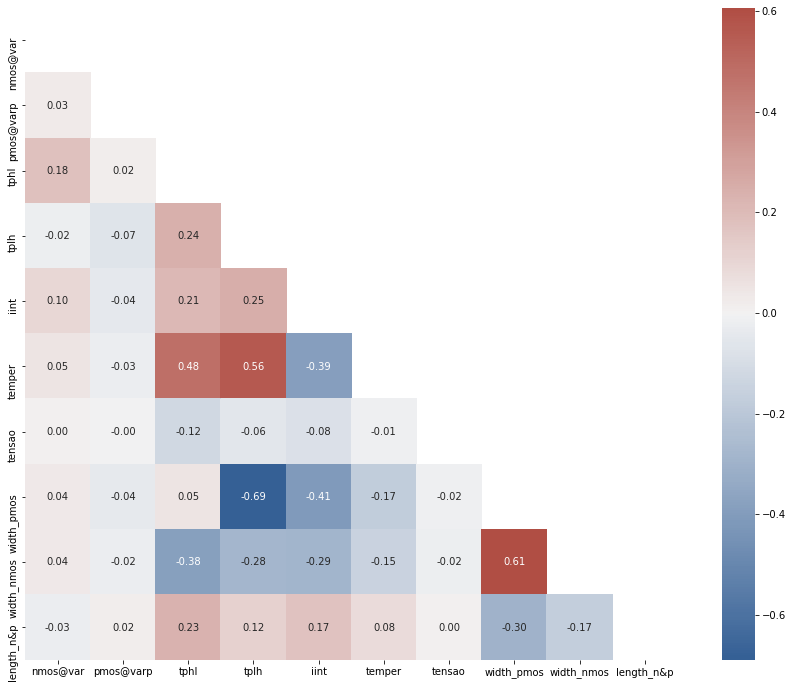 nmos@var
pmos@varp 0.03
tphl 0.18 0.02
tplh -0.02 -0.07 0.24
iint 0.10 -0.04 0.21 0.25
temper 0.05 -0.03 0.48 0.56 -0.39
tensao 0.00 -0.00 -0.12 -0.06 -0.08 -0.01
width_pmos 0.04 -0.04 0.05 -0.69 -0.41 -0.17 -0.02
width_nmos 0.04 -0.02 -0.38 -0.28 -0.29 -0.15 -0.02 0.61
length_n&p -0.03 0.02 0.23 0.12 0.17 0.08 0.00 -0.30 -0.17
nmos@var pmos@varp tphl tplh iint temper tensao width_pmos width_nmos length_n&p
0.6
0.4
0.2
0.0
−0.2
−0.4
−0.6